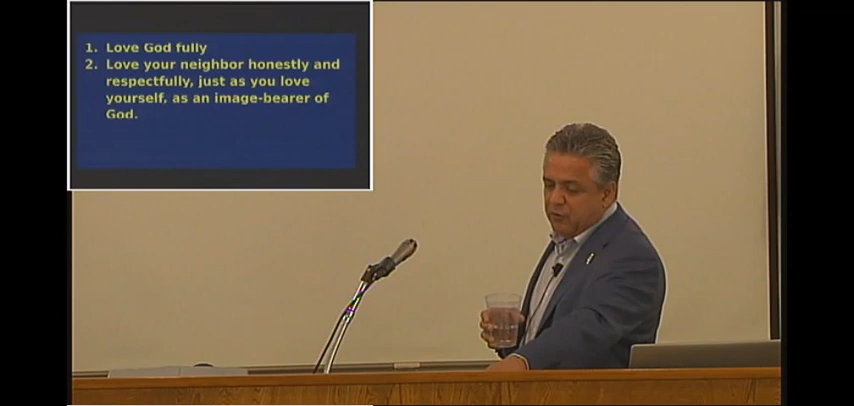 1. Love God fully
2. Love your neighbor honestly and
respectfully, just as you love
yourself, as an image-bearer of
God.